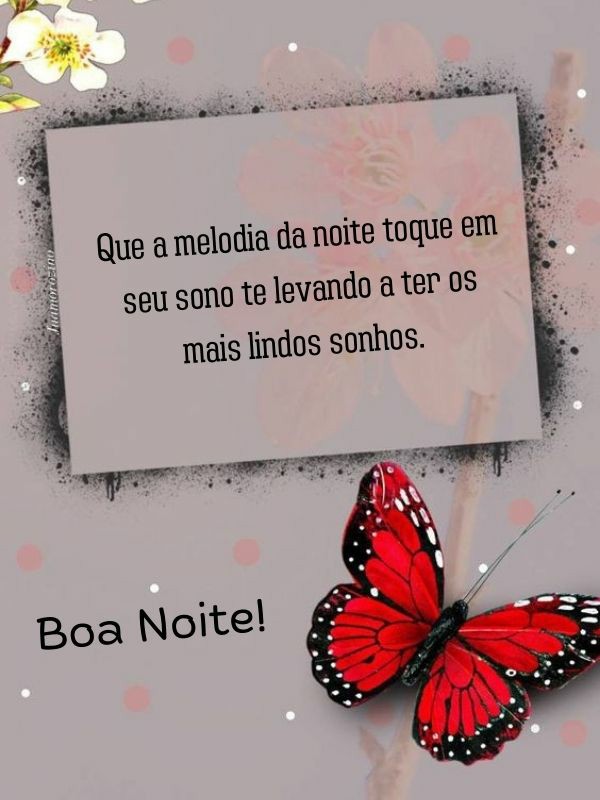 Que a melodia da noite toque em
seu sono te levando a ter os
mais lindos sonhos.
Boa Noite!